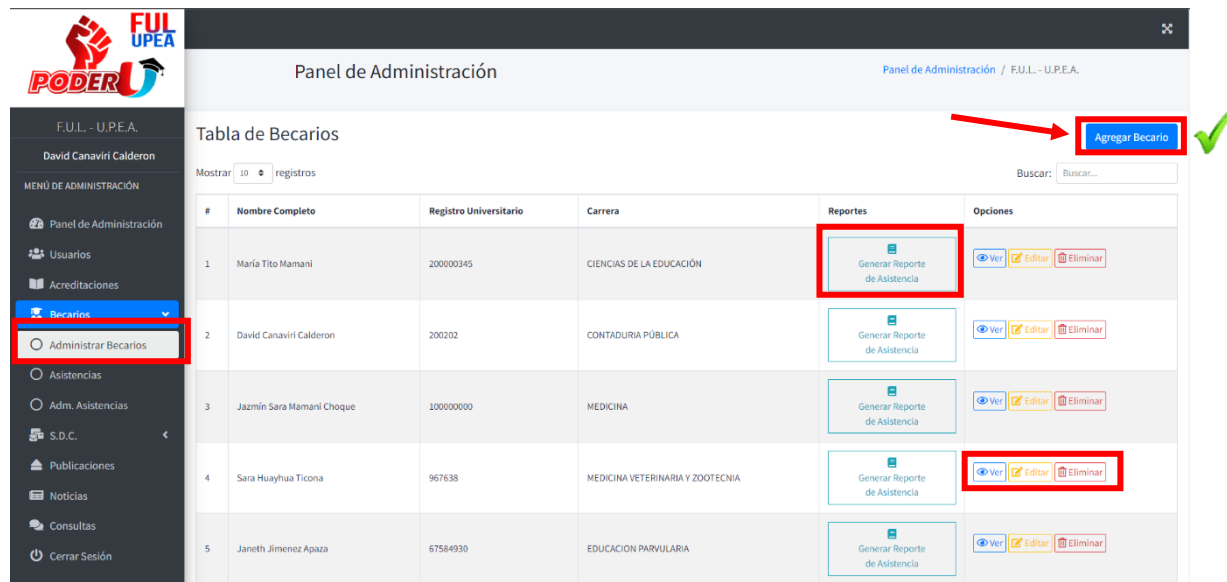 FUL
UPEA
PODER U
Panel de Administración
Panel de Administración / F.U.L. - U.P.E.A.
F.U.L. - U.P.E.A.
David Canaviri Calderon
MENÚ DE ADMINISTRACIÓN
Panel de Administración
Usuarios
Acreditaciones
Becarios
Administrar Becarios
Asistencias
Adm. Asistencias
S.D.C.
Publicaciones
Noticias
Consultas
Cerrar Sesión
Tabla de Becarios
Agregar Becario
Mostrar 10 registros
Buscar: Buscar...
# Nombre Completo Registro Universitario Carrera Reportes Opciones
1 María Tito Mamani 200000345 CIENCIAS DE LA EDUCACIÓN Generar Reporte de Asistencia Ver Editar Eliminar
2 David Canaviri Calderon 200202 CONTADURIA PÚBLICA Generar Reporte de Asistencia Ver Editar Eliminar
3 Jazmín Sara Mamani Choque 100000000 MEDICINA Generar Reporte de Asistencia Ver Editar Eliminar
4 Sara Huayhua Ticona 967638 MEDICINA VETERINARIA Y ZOOTECNIA Generar Reporte de Asistencia Ver Editar Eliminar
5 Janeth Jimenez Apaza 67584930 EDUCACION PARVULARIA Generar Reporte de Asistencia Ver Editar Eliminar